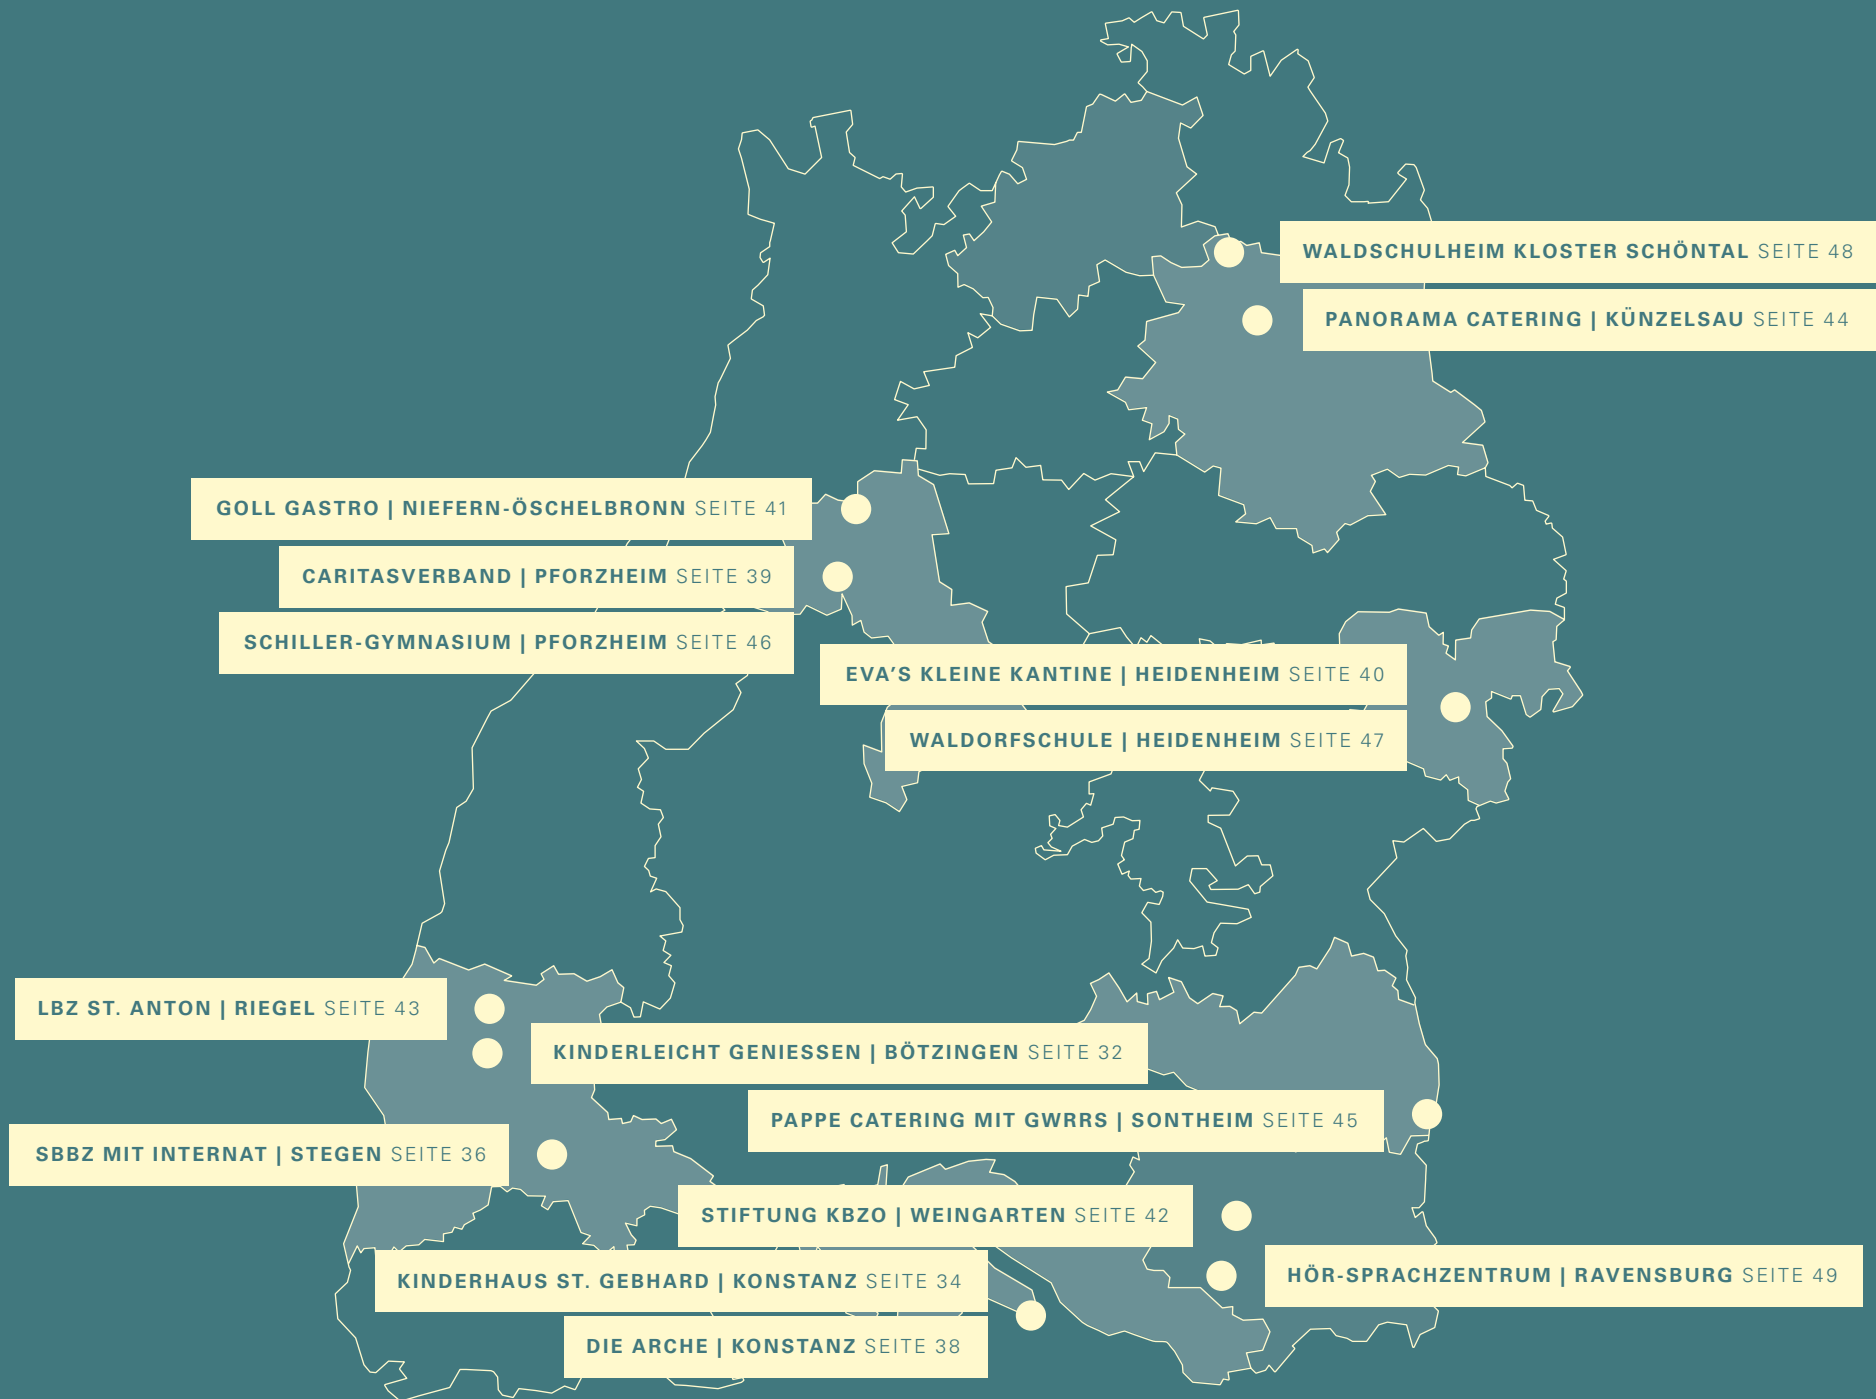 WALDSCHULHEIM KLOSTER SCHÖNTAL SEITE 48
PANORAMA CATERING | KÜNZELSAU SEITE 44
GOLL GASTRO | NIEFERN-ÖSCHELBRONN SEITE 41
CARITASVERBAND | PFORZHEIM SEITE 39
SCHILLER-GYMNASIUM | PFORZHEIM SEITE 46
EVA’S KLEINE KANTINE | HEIDENHEIM SEITE 40
WALDORFSCHULE | HEIDENHEIM SEITE 47
LBZ ST. ANTON | RIEGEL SEITE 43
KINDERLEICHT GENIESSEN | BÖTZINGEN SEITE 32
PAPPE CATERING MIT GWRRS | SONTHEIM SEITE 45
SBBZ MIT INTERNAT | STEGEN SEITE 36
STIFTUNG KBZO | WEINGARTEN SEITE 42
HÖR-SPRACHZENTRUM | RAVENSBURG SEITE 49
KINDERHAUS ST. GEBHARD | KONSTANZ SEITE 34
DIE ARCHE | KONSTANZ SEITE 38